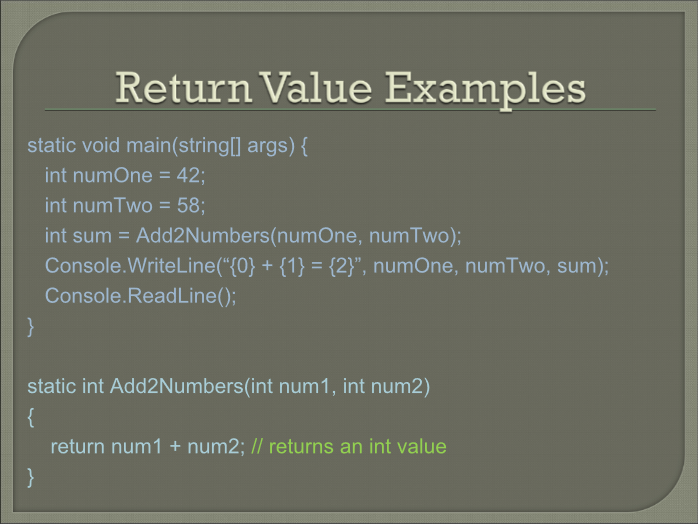 Return Value Examples
static void main(string[] args) {
int numOne = 42;
int numTwo = 58;
int sum = Add2Numbers(numOne, numTwo);
Console.WriteLine(“{0} + {1} = {2}”, numOne, numTwo, sum);
Console.ReadLine();
}
static int Add2Numbers(int num1, int num2)
{
return num1 + num2; // returns an int value
}